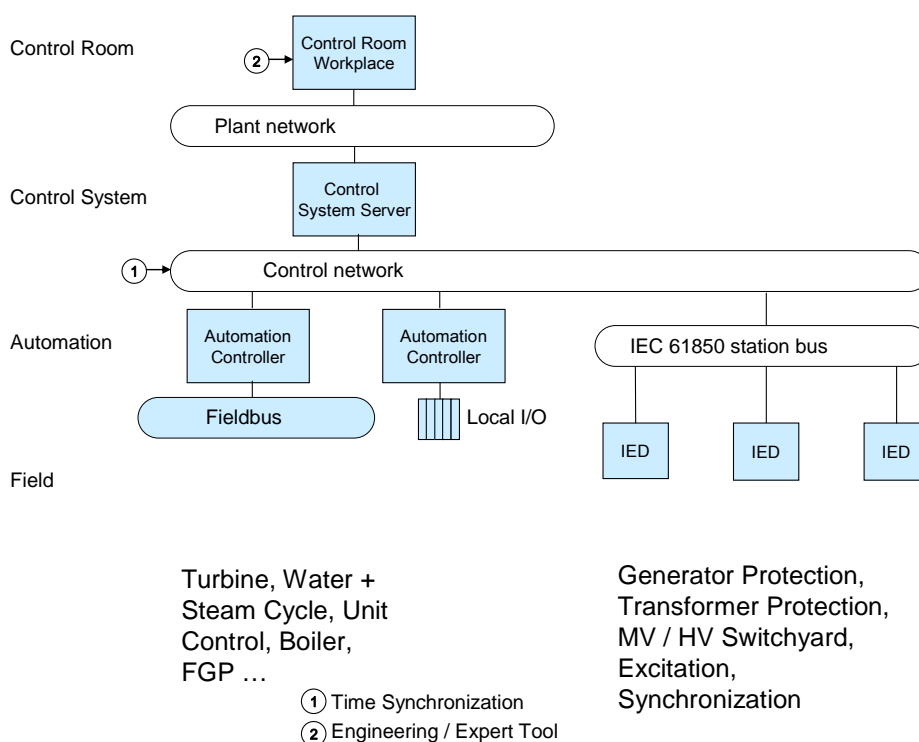 Control Room
Control Room
Workplace
2
Plant network
Control System
Control
System Server
1
Control network
Automation
Automation
Controller
Automation
Controller
IEC 61850 station bus
Fieldbus
Local I/O
IED
IED
IED
Field
Turbine, Water +
Steam Cycle, Unit
Control, Boiler,
FGP …
Generator Protection,
Transformer Protection,
MV / HV Switchyard,
Excitation,
Synchronization
1 Time Synchronization
2 Engineering / Expert Tool